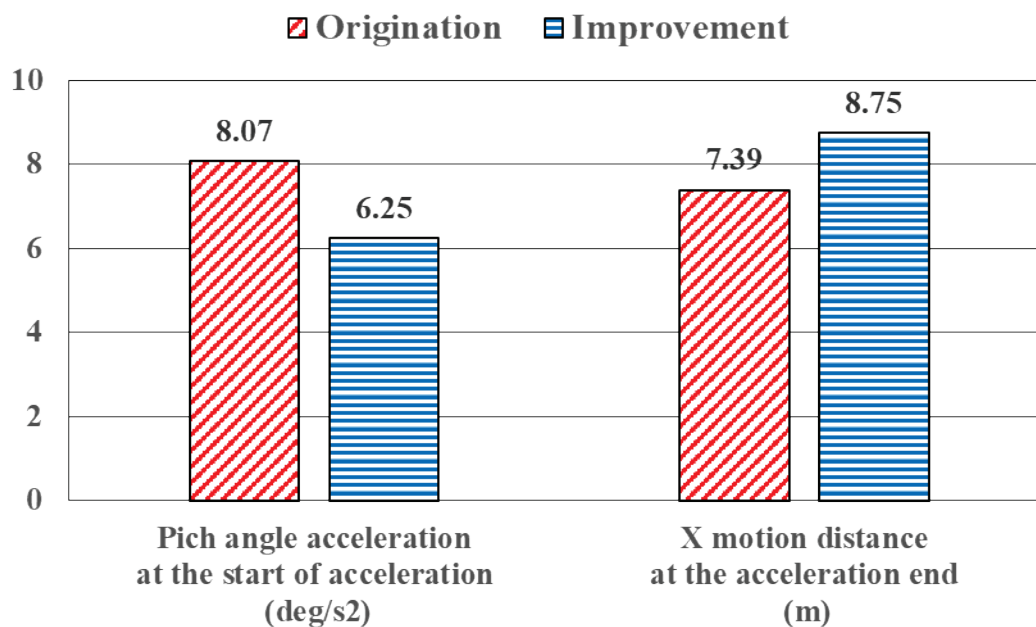 Origination Improvement
10
8
6
4
2
0
8.07
6.25
7.39
8.75
Pich angle acceleration
at the start of acceleration
(deg/s2)
X motion distance
at the acceleration end
(m)